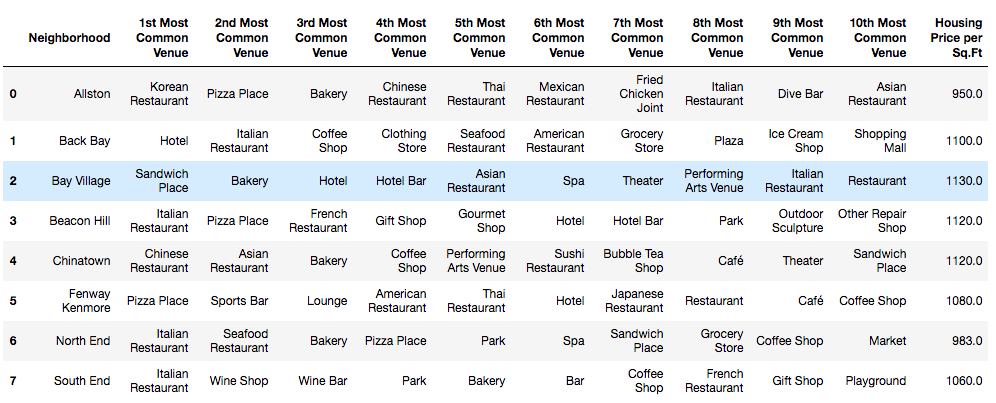 Neighborhood 1st Most Common Venue 2nd Most Common Venue 3rd Most Common Venue 4th Most Common Venue 5th Most Common Venue 6th Most Common Venue 7th Most Common Venue 8th Most Common Venue 9th Most Common Venue 10th Most Common Venue Housing Price per Sq.Ft
0 Allston Korean Restaurant Pizza Place Bakery Chinese Restaurant Thai Restaurant Mexican Restaurant Fried Chicken Joint Italian Restaurant Dive Bar Asian Restaurant 950.0
1 Back Bay Hotel Italian Restaurant Coffee Shop Clothing Store Seafood Restaurant American Restaurant Grocery Store Plaza Ice Cream Shop Shopping Mall 1100.0
2 Bay Village Sandwich Place Bakery Hotel Hotel Bar Asian Restaurant Spa Theater Performing Arts Venue Italian Restaurant Restaurant 1130.0
3 Beacon Hill Italian Restaurant Pizza Place French Restaurant Gift Shop Gourmet Shop Hotel Hotel Bar Park Outdoor Sculpture Other Repair Shop 1120.0
4 Chinatown Chinese Restaurant Asian Restaurant Bakery Coffee Shop Performing Arts Venue Sushi Restaurant Bubble Tea Shop Café Theater Sandwich Place 1120.0
5 Fenway Kenmore Pizza Place Sports Bar Lounge American Restaurant Thai Restaurant Hotel Japanese Restaurant Restaurant Café Coffee Shop 1080.0
6 North End Italian Restaurant Seafood Restaurant Bakery Pizza Place Park Spa Sandwich Place Grocery Store Coffee Shop Market 983.0
7 South End Italian Restaurant Wine Shop Wine Bar Park Bakery Bar Coffee Shop French Restaurant Gift Shop Playground 1060.0